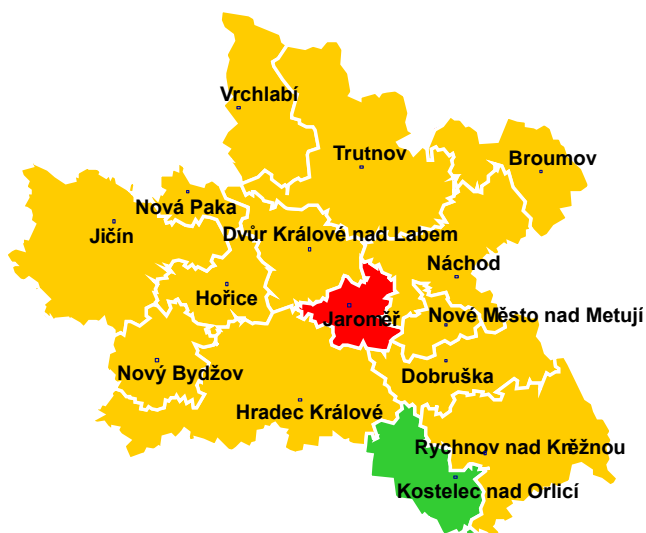 Vrchlabí
Trutnov
Broumov
Nová Paka
Jičín
Dvůr Králové nad Labem
Náchod
Hořice
Jaroměř
Nové Město nad Metují
Nový Bydžov
Dobruška
Hradec Králové
Rychnov nad Kněžnou
Kostelec nad Orlicí